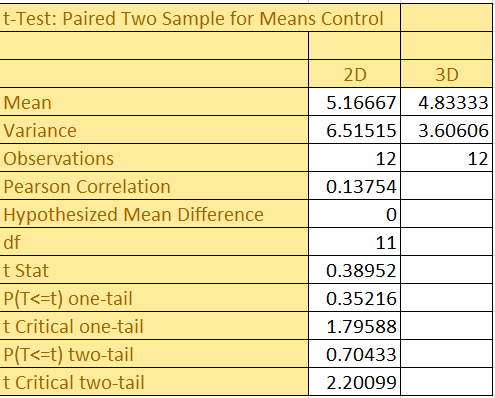 t-Test: Paired Two Sample for Means Control
2D 3D
Mean 5.16667 4.83333
Variance 6.51515 3.60606
Observations 12 12
Pearson Correlation 0.13754
Hypothesized Mean Difference 0
df 11
t Stat 0.38952
P(T<=t) one-tail 0.35216
t Critical one-tail 1.79588
P(T<=t) two-tail 0.70433
t Critical two-tail 2.20099